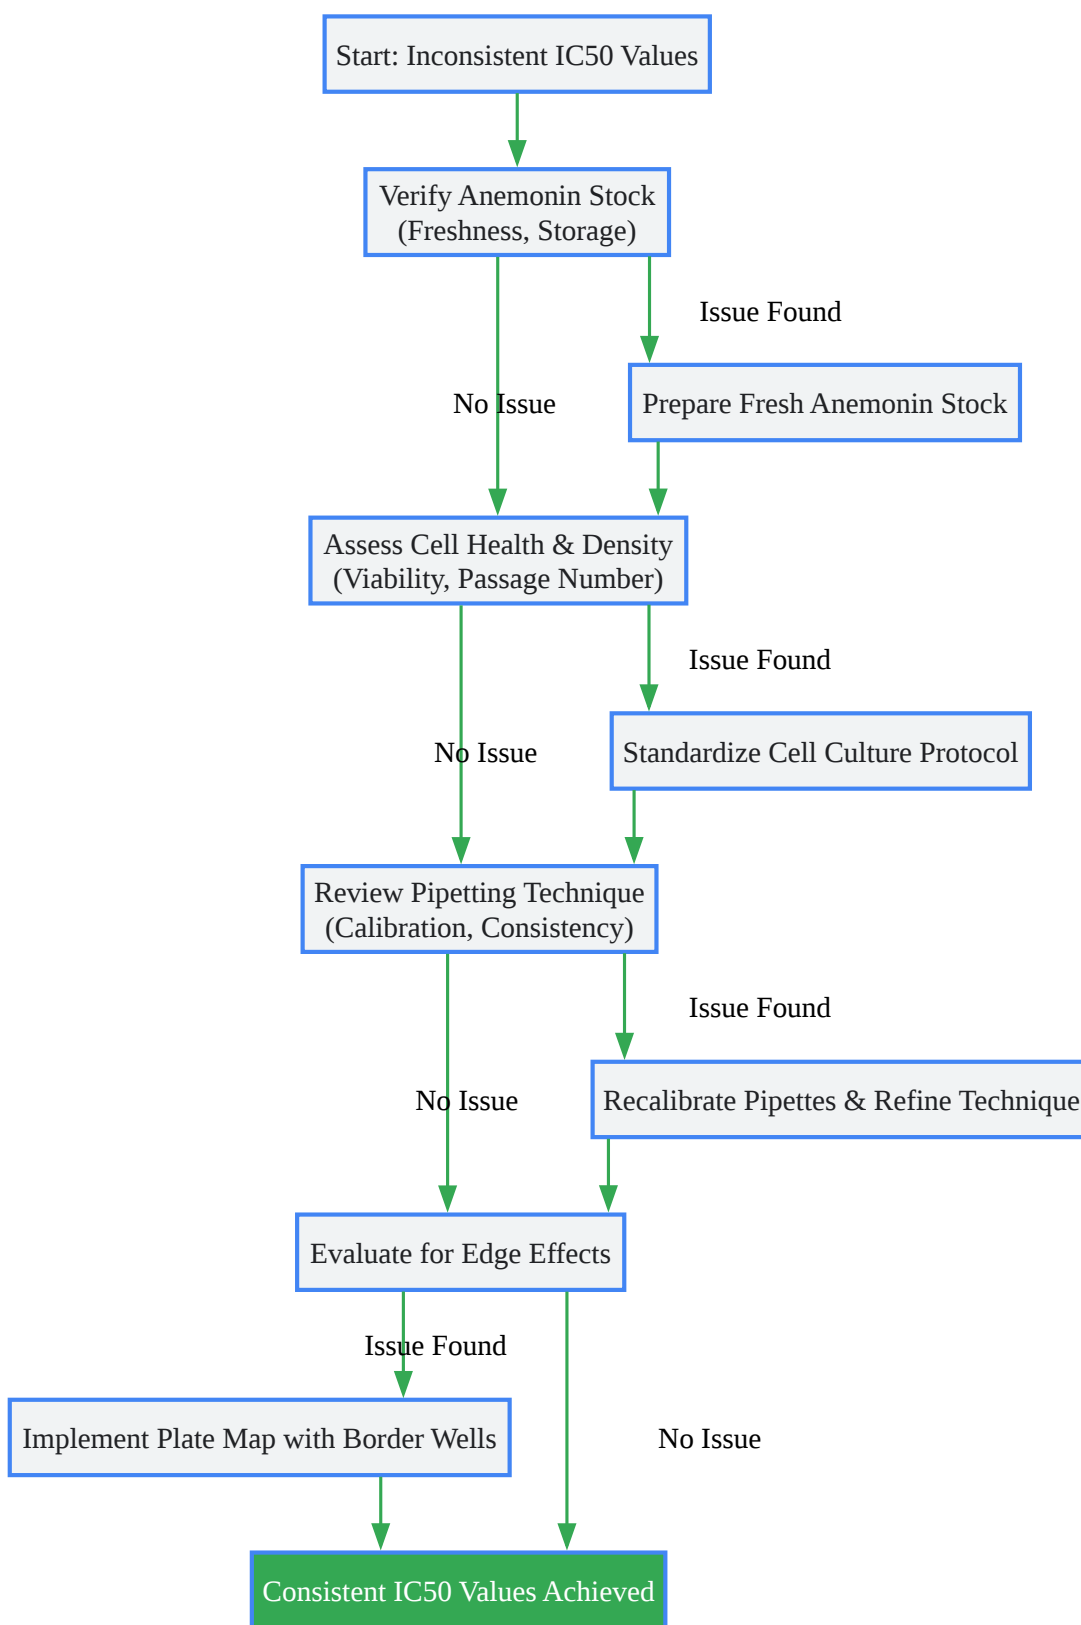 Start: Inconsistent IC50 Values
Verify Anemonin Stock
(Freshness, Storage)
Issue Found
No Issue
Prepare Fresh Anemonin Stock
Assess Cell Health & Density
(Viability, Passage Number)
Issue Found
No Issue
Standardize Cell Culture Protocol
Review Pipetting Technique
(Calibration, Consistency)
Issue Found
No Issue
Recalibrate Pipettes & Refine Technique
Evaluate for Edge Effects
Issue Found
Implement Plate Map with Border Wells
No Issue
Consistent IC50 Values Achieved